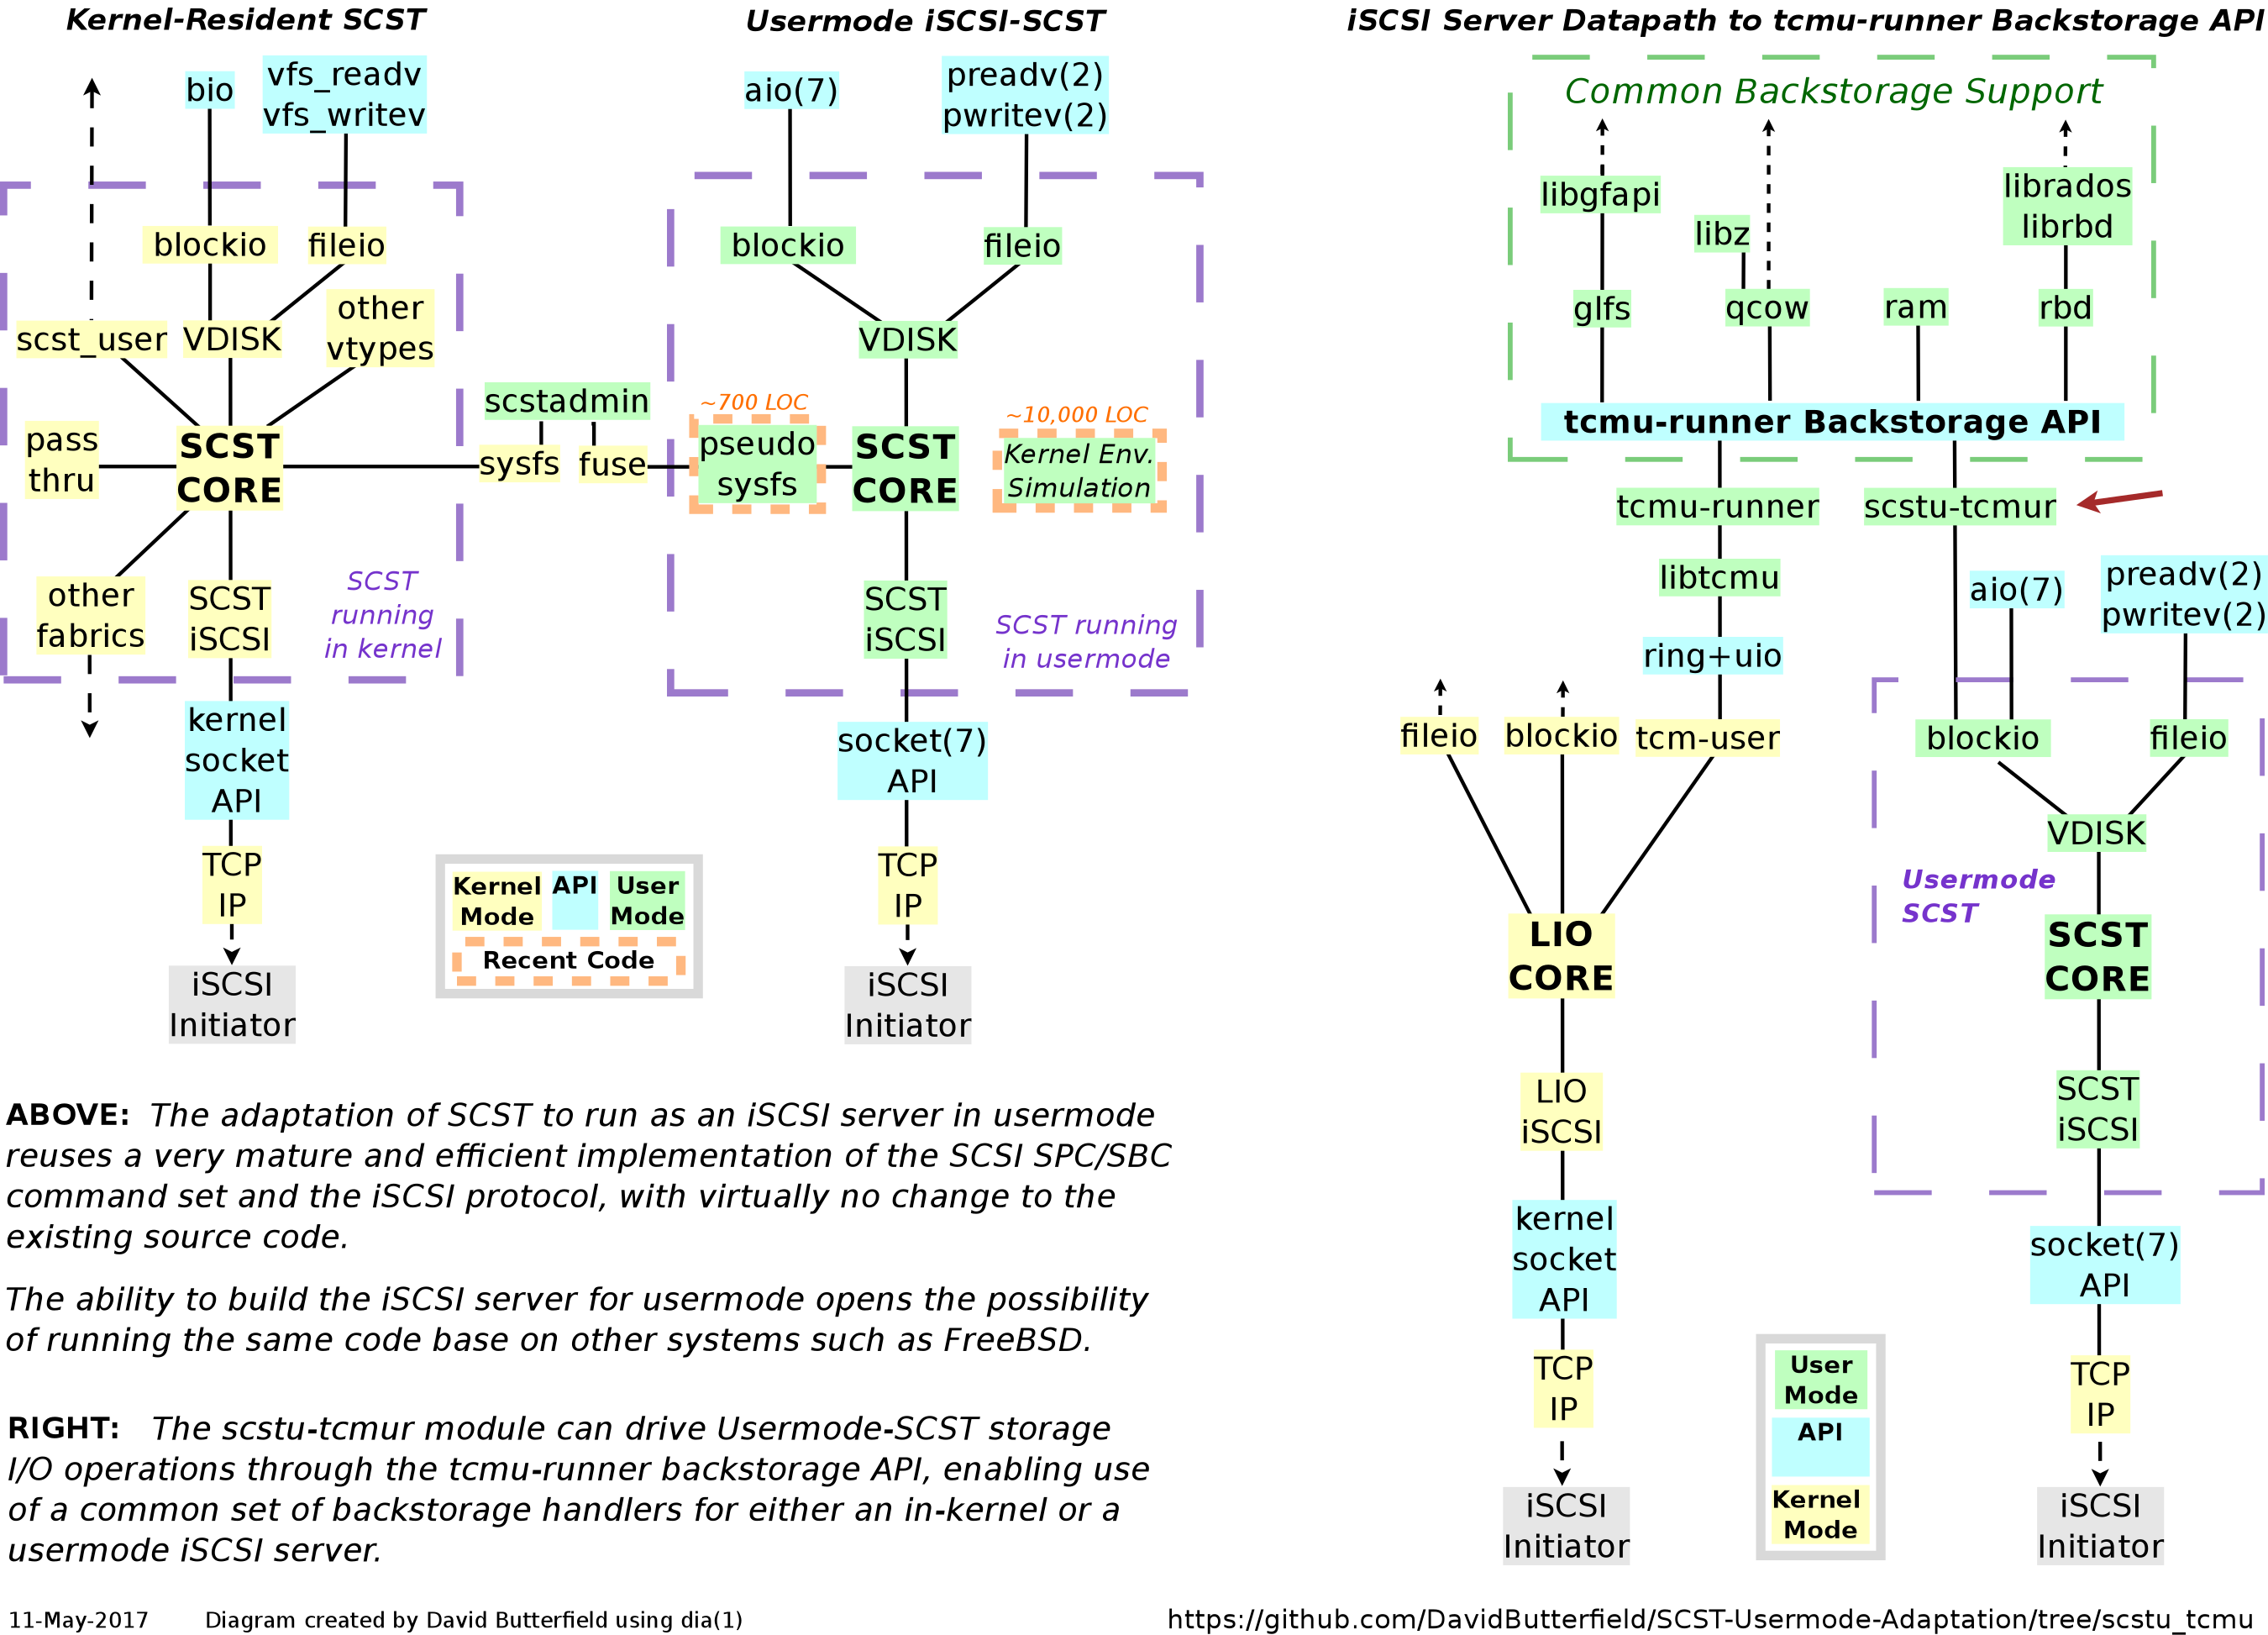 Kernel-Resident SCST
bio
vfs_readv
vfs_writev
blockio
fileio
scst_user
VDISK
other
vtypes
pass
thru
SCST
CORE
other
fabrics
SCST
iSCSI
SCST
running
in kernel
kernel
socket
API
TCP
IP
iSCSI
Initiator
scstadmin
sysfs
fuse
Usermode iSCSI-SCST
aio(7)
preadv(2)
pwritev(2)
blockio
fileio
VDISK
~700 LOC
pseudo
sysfs
SCST
CORE
~10,000 LOC
Kernel Env.
Simulation
SCST
iSCSI
SCST running
in usermode
socket(7)
API
TCP
IP
iSCSI
Initiator
Kernel
Mode
API
User
Mode
Recent Code
iSCSI Server Datapath to tcmu-runner Backstorage API
Common Backstorage Support
libgfapi
libz
librados
librbd
glfs
qcow
ram
rbd
tcmu-runner Backstorage API
tcmu-runner
scstu-tcmur
libtcmu
ring+uio
aio(7)
preadv(2)
pwritev(2)
fileio
blockio
tcm-user
blockio
fileio
VDISK
Usermode
SCST
LIO
CORE
SCST
CORE
LIO
iSCSI
SCST
iSCSI
kernel
socket
API
socket(7)
API
TCP
IP
TCP
IP
iSCSI
Initiator
iSCSI
Initiator
User
Mode
API
Kernel
Mode
ABOVE: The adaptation of SCST to run as an iSCSI server in usermode
reuses a very mature and efficient implementation of the SCSI SPC/SBC
command set and the iSCSI protocol, with virtually no change to the
existing source code.
The ability to build the iSCSI server for usermode opens the possibility
of running the same code base on other systems such as FreeBSD.
RIGHT: The scstu-tcmur module can drive Usermode-SCST storage
I/O operations through the tcmu-runner backstorage API, enabling use
of a common set of backstorage handlers for either an in-kernel or a
usermode iSCSI server.
11-May-2017 Diagram created by David Butterfield using dia(1)
https://github.com/DavidButterfield/SCST-Usermode-Adaptation/tree/scstu_tcmu